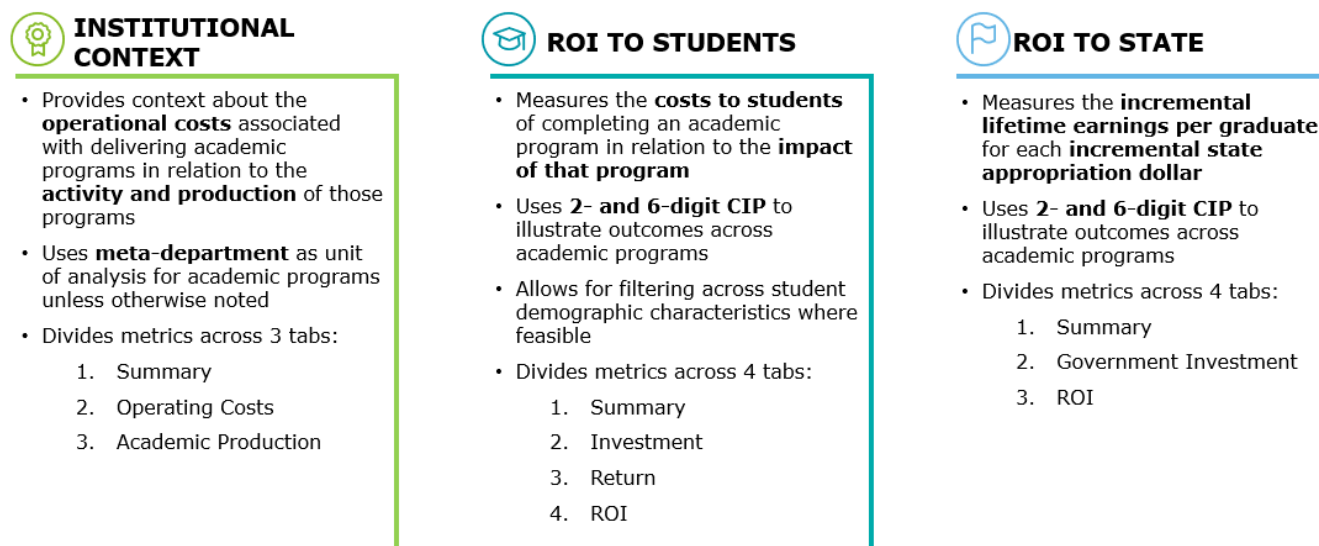 INSTITUTIONAL
CONTEXT
• Provides context about the
operational costs associated
with delivering academic
programs in relation to the
activity and production of those
programs
• Uses meta-department as unit
of analysis for academic programs
unless otherwise noted
• Divides metrics across 3 tabs:
1. Summary
2. Operating Costs
3. Academic Production
ROI TO STUDENTS
• Measures the costs to students
of completing an academic
program in relation to the impact
of that program
• Uses 2- and 6-digit CIP to
illustrate outcomes across
academic programs
• Allows for filtering across student
demographic characteristics where
feasible
• Divides metrics across 4 tabs:
1. Summary
2. Investment
3. Return
4. ROI
ROI TO STATE
• Measures the incremental
lifetime earnings per graduate
for each incremental state
appropriation dollar
• Uses 2- and 6-digit CIP to
illustrate outcomes across
academic programs
• Divides metrics across 4 tabs:
1. Summary
2. Government Investment
3. ROI